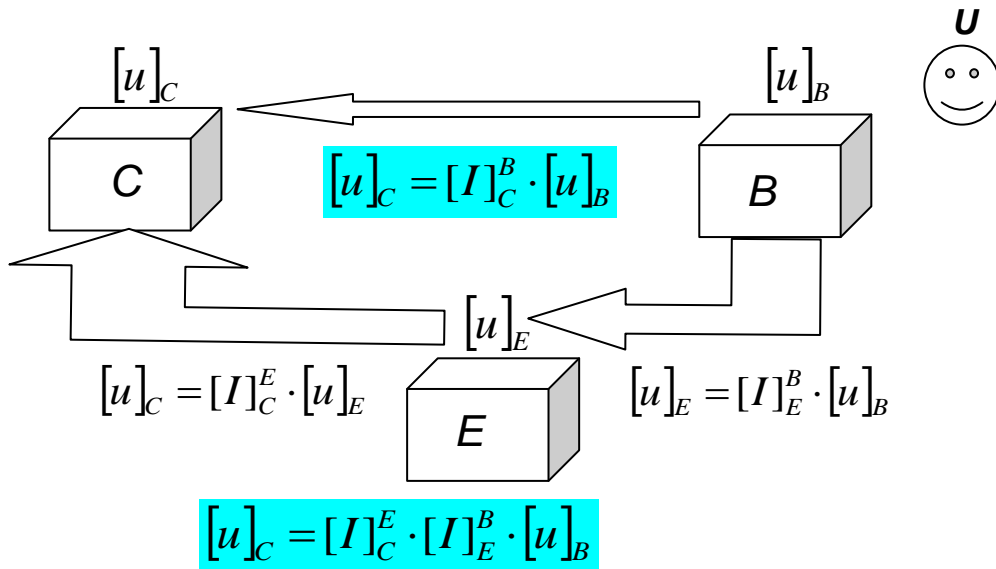 U
[u]_C
[u]_B
C
B
[u]_C = [I]_C^B · [u]_B
[u]_E
[u]_C = [I]_C^E · [u]_E
[u]_E = [I]_E^B · [u]_B
E
[u]_C = [I]_C^E · [I]_E^B · [u]_B